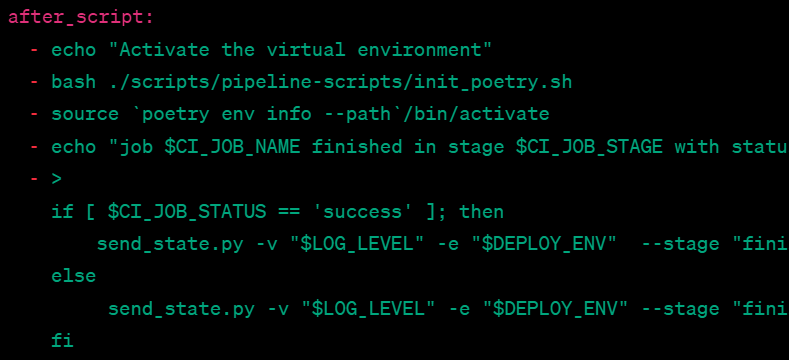 after_script:
- echo "Activate the virtual environment"
- bash ./scripts/pipeline-scripts/init_poetry.sh
- source `poetry env info --path`/bin/activate
- echo "job $CI_JOB_NAME finished in stage $CI_JOB_STAGE with statu
- >
if [ $CI_JOB_STATUS == 'success' ]; then
send_state.py -v "$LOG_LEVEL" -e "$DEPLOY_ENV"  --stage "fini
else
send_state.py -v "$LOG_LEVEL" -e "$DEPLOY_ENV" --stage "fini
fi